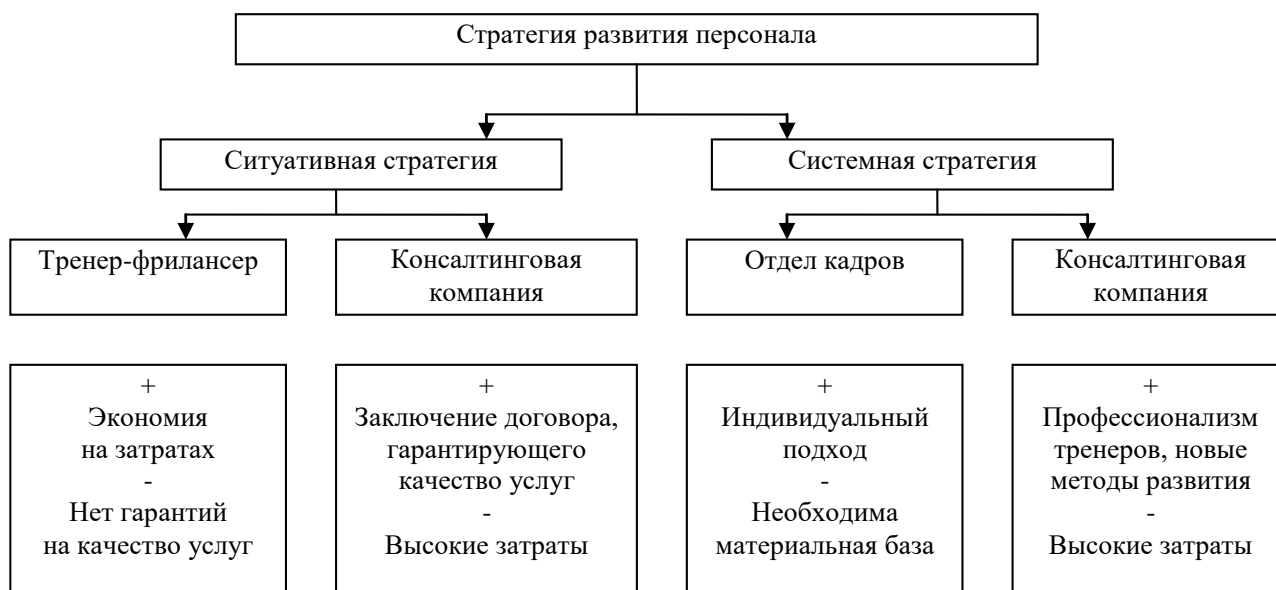 Стратегия развития персонала
Ситуативная стратегия
Системная стратегия
Тренер-фрилансер
Консалтинговая
компания
Отдел кадров
Консалтинговая
компания
+
Экономия
на затратах
-
Нет гарантий
на качество услуг
+
Заключение договора,
гарантирующего
качество услуг
-
Высокие затраты
+
Индивидуальный
подход
-
Необходима
материальная база
+
Профессионализм
тренеров, новые
методы развития
-
Высокие затраты